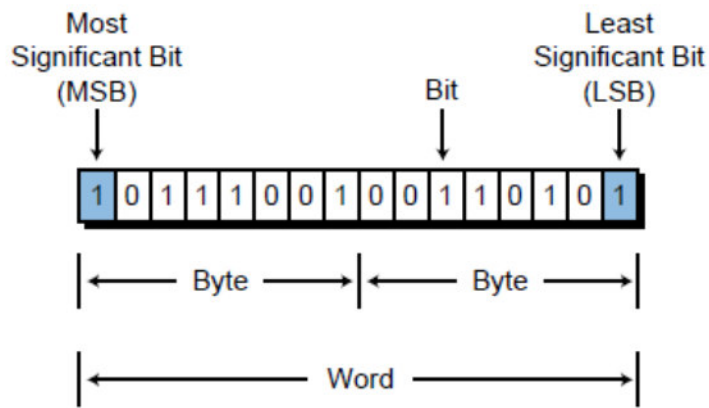 Most
Significant Bit
(MSB)
Bit
Least
Significant Bit
(LSB)
1 0 1 1 1 0 0 1 0 0 1 1 0 1 0 1
Byte Byte
Word